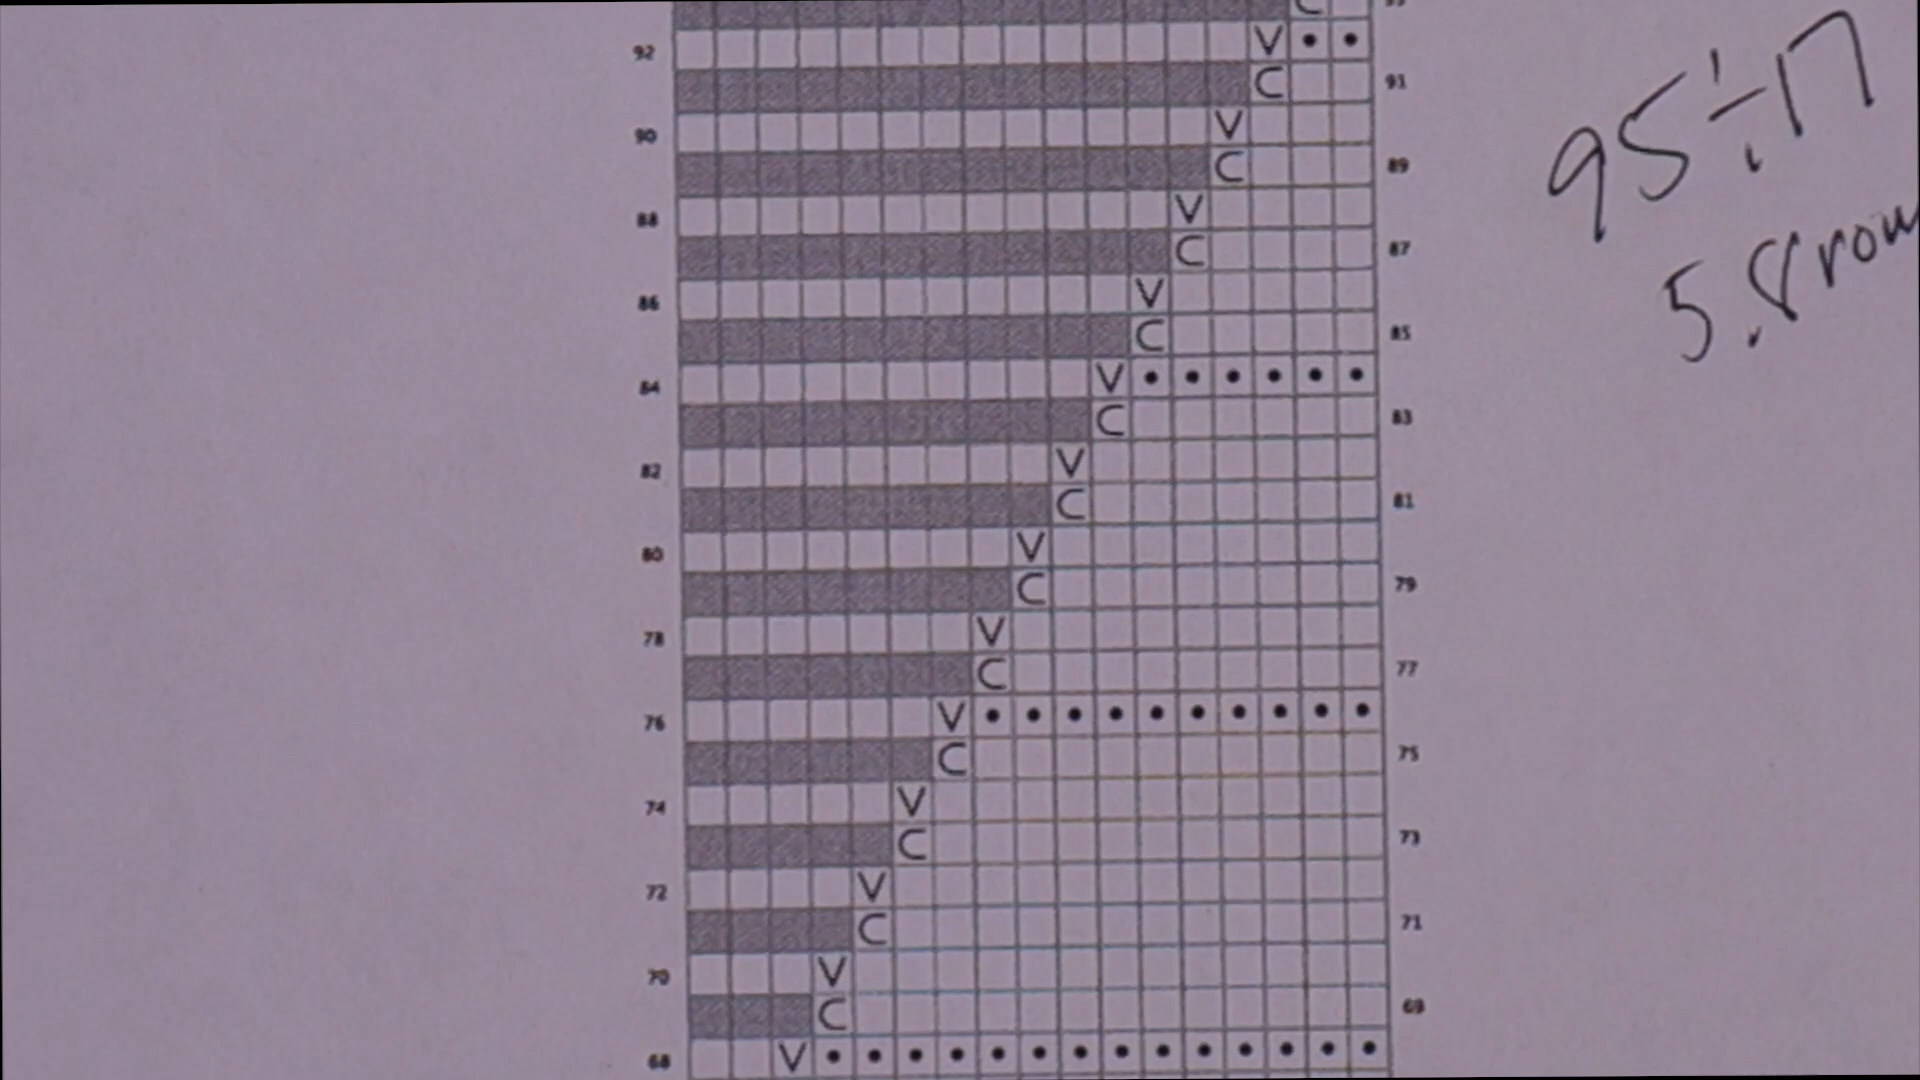 C
92 V • •
C 91
90 V
C 89
88 V
C 87
86 V
C 85
84 V • • • • • •
C 83
82 V
C 81
80 V
C 79
78 V
C 77
76 V • • • • • • • • • •
C 75
74 V
C 73
72 V
C 71
70 V
C 69
68 V • • • • • • • • • • • • • •
95÷17
5.8